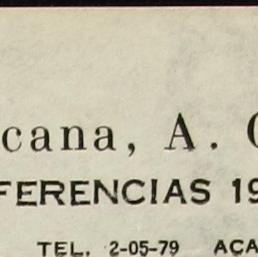 cana, A.
FERENCIAS 19
TEL. 2-05-79 ACA